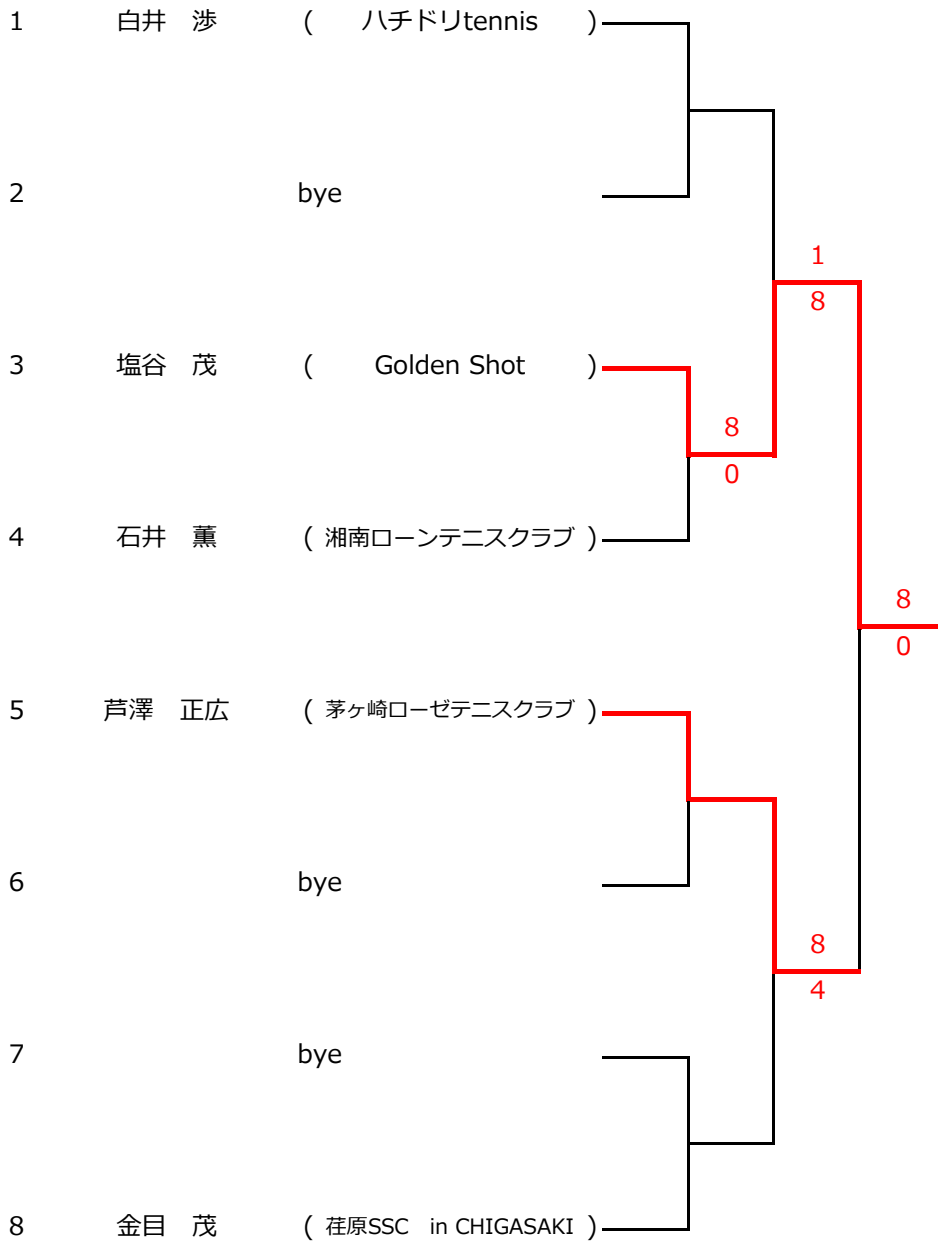 1 白井　渉 ( ハチドリtennis )
2 bye
1
8
3 塩谷　茂 ( Golden Shot )
8
0
4 石井　薫 ( 湘南ローンテニスクラブ )
8
0
5 芦澤　正広 ( 茅ヶ崎ローゼテニスクラブ )
6 bye
8
4
7 bye
8 金目　茂 ( 荏原SSC　in CHIGASAKI )